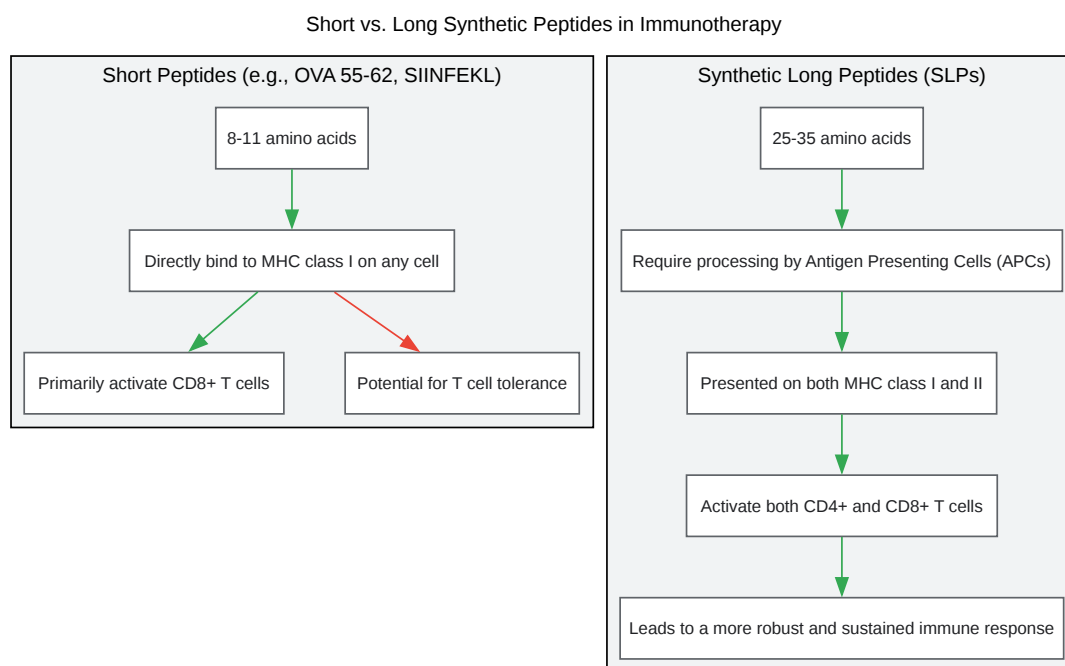 Short vs. Long Synthetic Peptides in Immunotherapy
Short Peptides (e.g., OVA 55-62, SIINFEKL)
8-11 amino acids
Directly bind to MHC class I on any cell
Primarily activate CD8+ T cells
Potential for T cell tolerance
Synthetic Long Peptides (SLPs)
25-35 amino acids
Require processing by Antigen Presenting Cells (APCs)
Presented on both MHC class I and II
Activate both CD4+ and CD8+ T cells
Leads to a more robust and sustained immune response